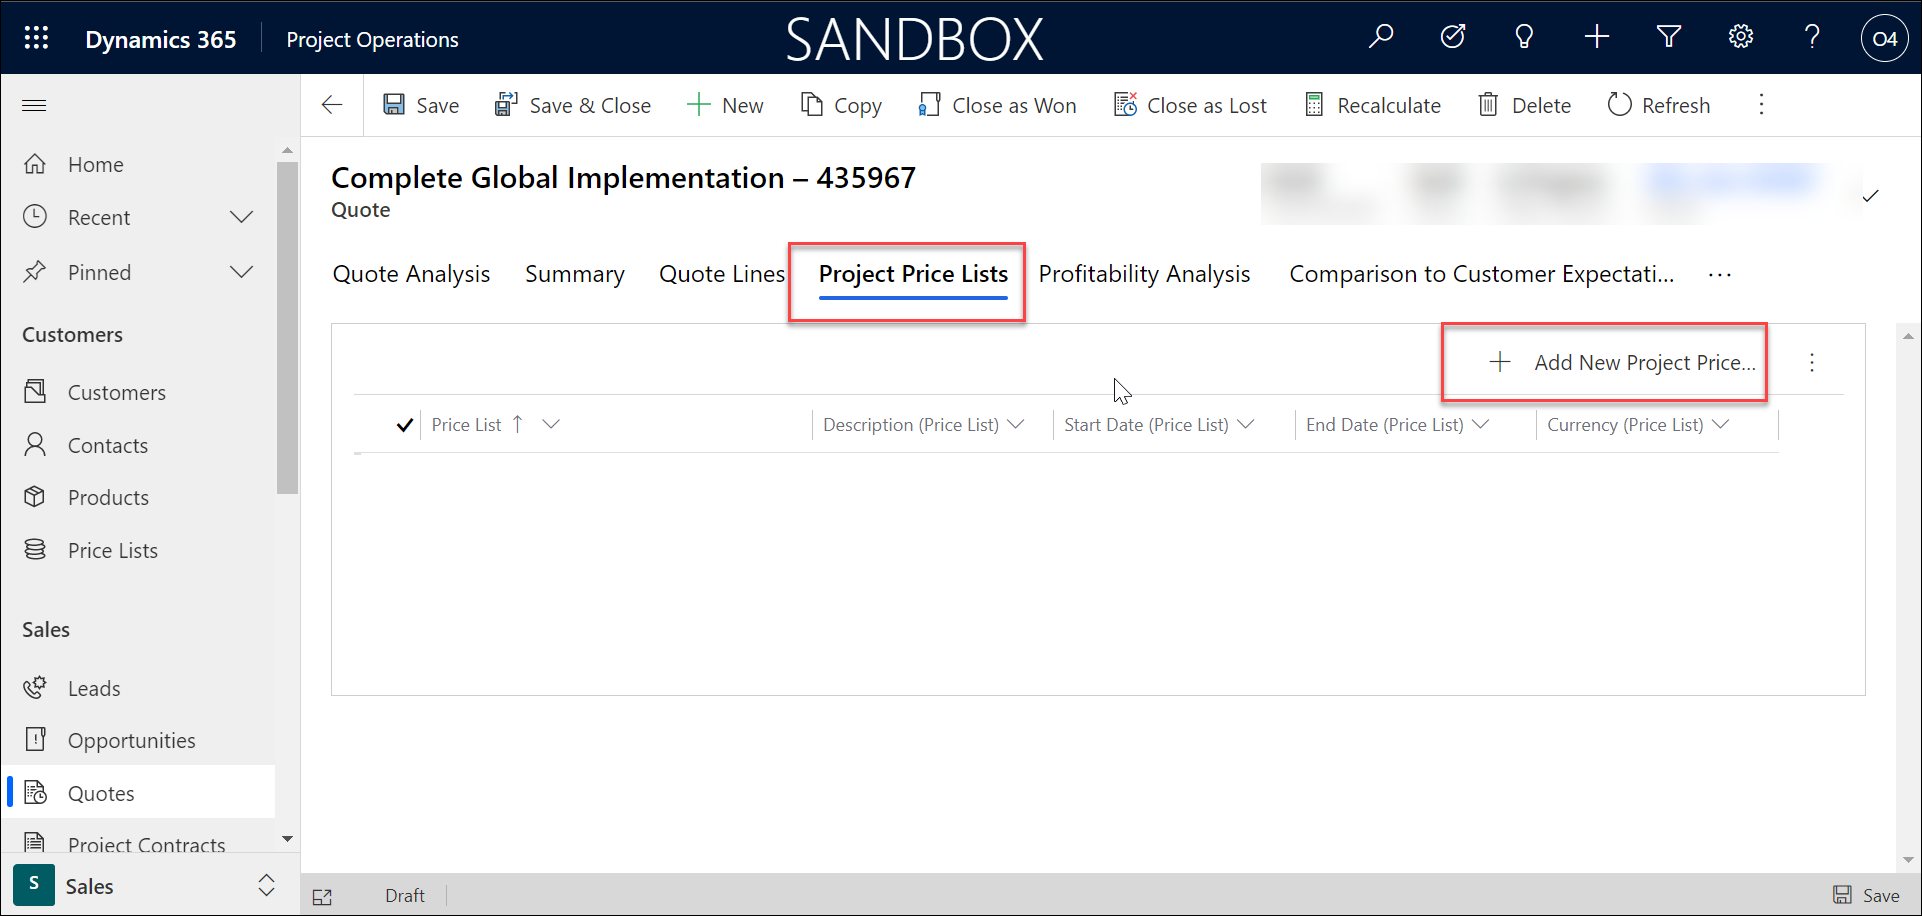 Dynamics 365
Project Operations
SANDBOX
O4
Save
Save & Close
New
Copy
Close as Won
Close as Lost
Recalculate
Delete
Refresh
Home
Recent
Pinned
Customers
Customers
Contacts
Products
Price Lists
Sales
Leads
Opportunities
Quotes
Project Contracts
S
Sales
Complete Global Implementation – 435967
Quote
Quote Analysis
Summary
Quote Lines
Project Price Lists
Profitability Analysis
Comparison to Customer Expectati...
Add New Project Price...
Price List
Description (Price List)
Start Date (Price List)
End Date (Price List)
Currency (Price List)
Draft
Save